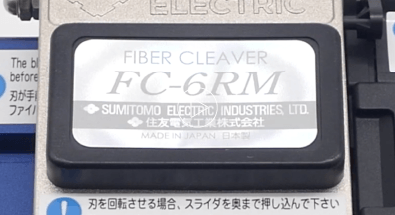 ELECTRIC
The bl
before
刃が手に
ファイバ
FIBER CLEAVER
FC-6RM
SUMITOMO ELECTRIC INDUSTRIES, LTD.
住友電気工業株式会社
MADE IN JAPAN 日本製
刃を回転させる場合、スライダを奥まで押し込んで下さい